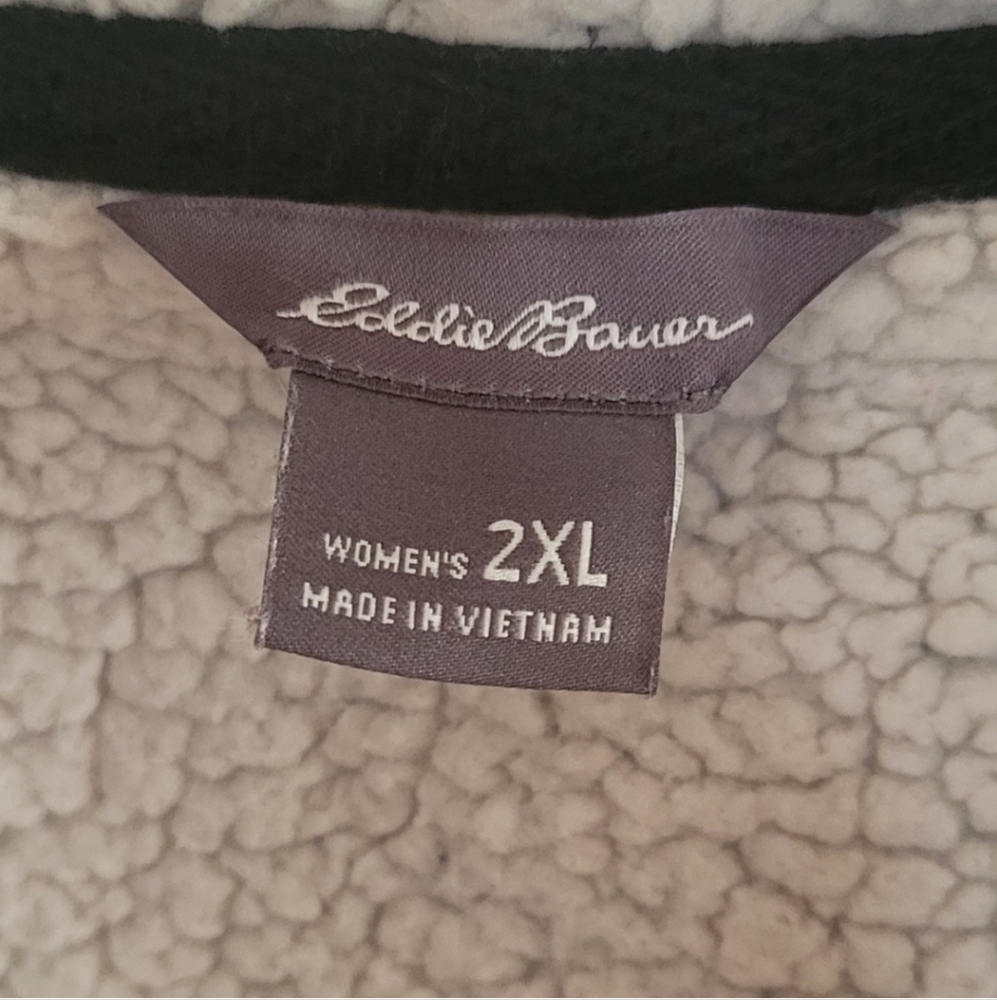 Eddie Bauer
WOMEN'S 2XL
MADE IN VIETNAM